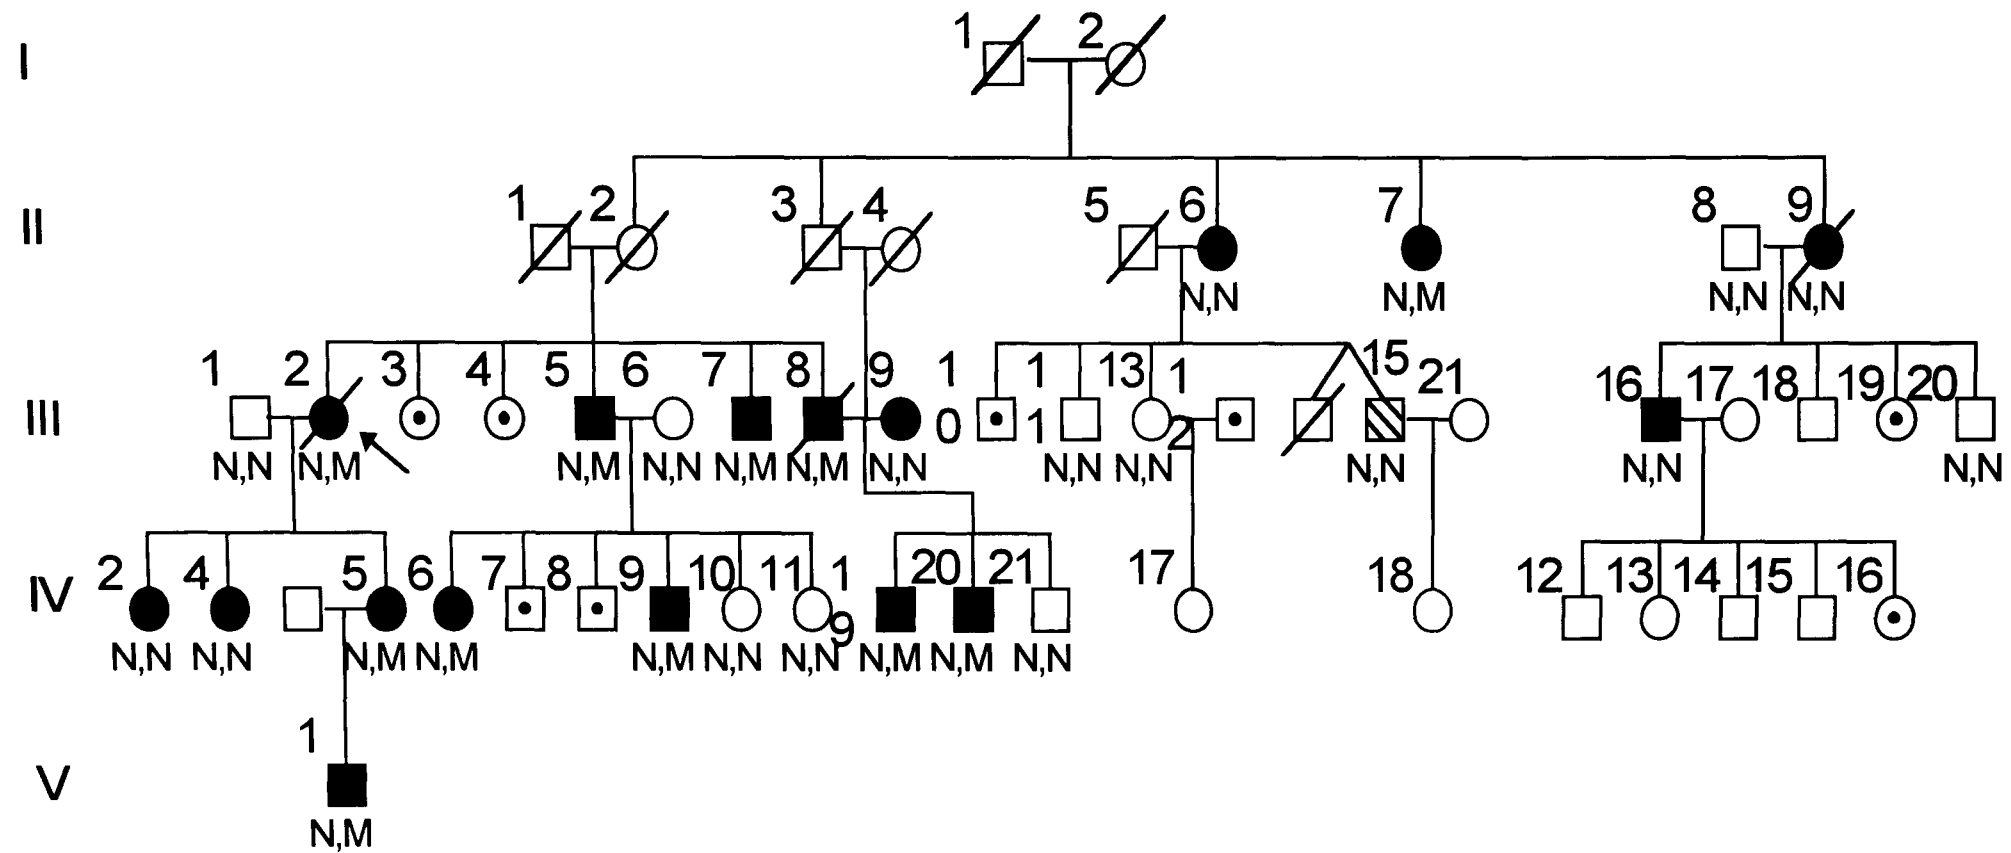 I 1 2
II 1 2 3 4 5 6 7 8 9
N,N N,M N,N N,N
III 1 2 3 4 5 6 7 8 9 1 1 13 1 15 21 16 17 18 19 20
0 1 2
N,N N,M N,M N,N N,M N,M N,N N,N N,N N,N N,N N,N
IV 2 4 5 6 7 8 9 10 11 1 20 21 17 18 12 13 14 15 16
9
N,N N,N N,M N,M N,M N,N N,N N,M N,M N,N
V 1
N,M